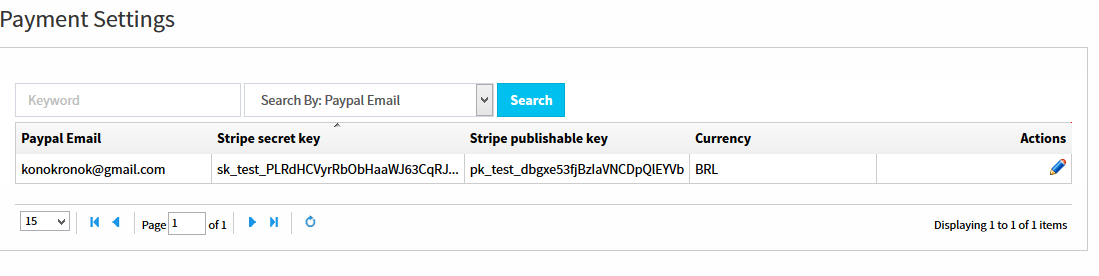 Payment Settings
Keyword
Search By: Paypal Email
Search
Paypal Email Stripe secret key Stripe publishable key Currency Actions
konokronok@gmail.com sk_test_PLRdHCVyrRbObHaaWJ63CqRJ... pk_test_dbgxe53fjBzIaVNCDpQlEYVb BRL
15 Page 1 of 1 Displaying 1 to 1 of 1 items